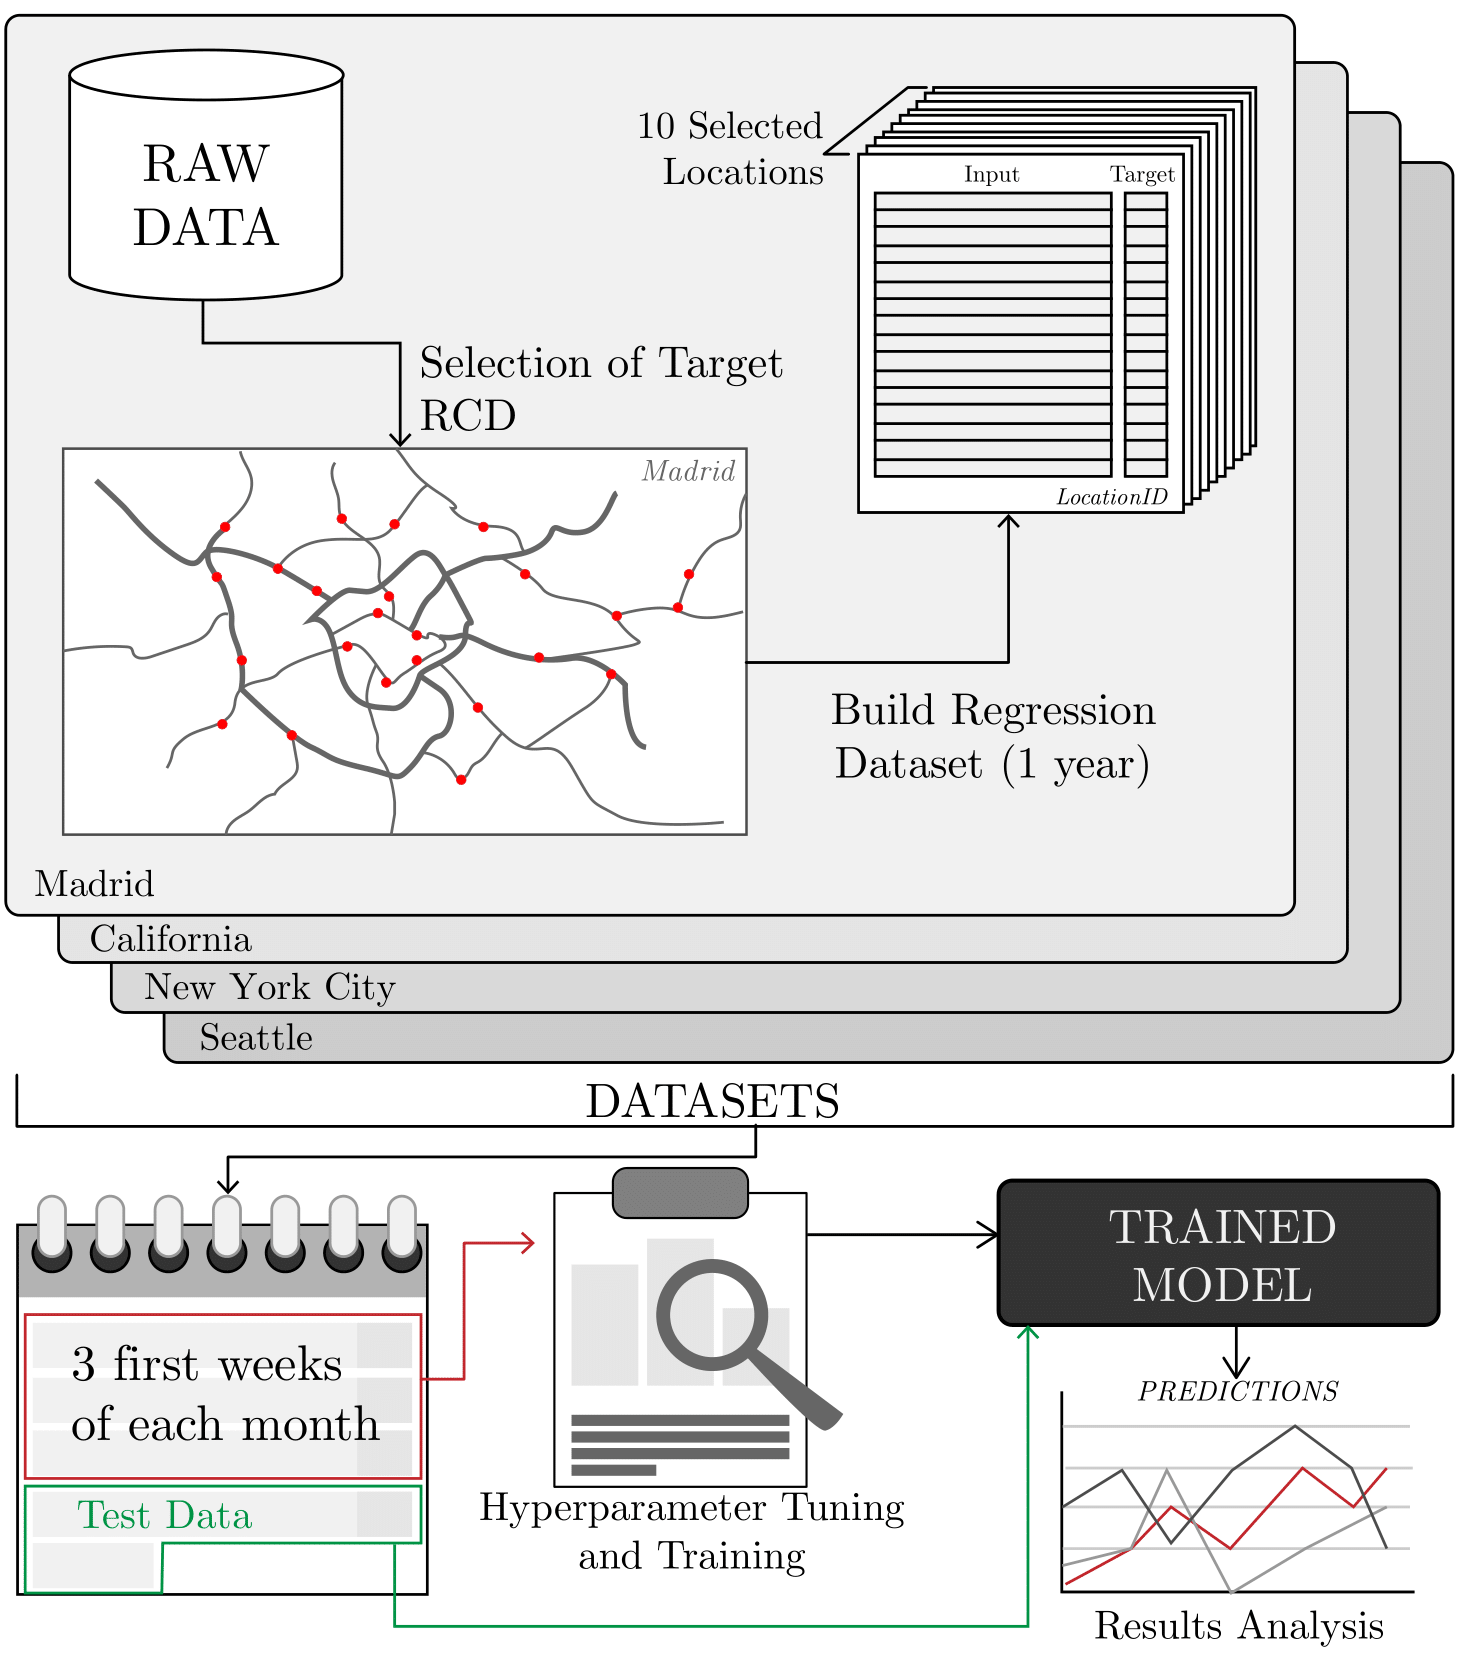 RAW
DATA
10 Selected
Locations
Input
Target
LocationID
Selection of Target
RCD
Madrid
Build Regression
Dataset (1 year)
Madrid
California
New York City
Seattle
DATASETS
3 first weeks
of each month
Test Data
Hyperparameter Tuning
and Training
TRAINED
MODEL
PREDICTIONS
Results Analysis